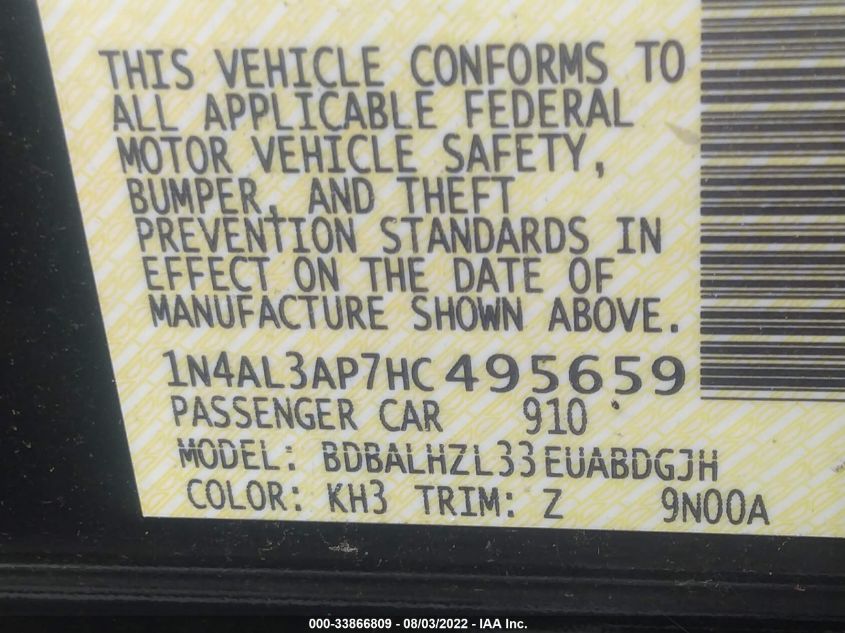 THIS VEHICLE CONFORMS TO
ALL APPLICABLE FEDERAL
MOTOR VEHICLE SAFETY,
BUMPER, AND THEFT
PREVENTION STANDARDS IN
EFFECT ON THE DATE OF
MANUFACTURE SHOWN ABOVE.
1N4AL3AP7HC495659
PASSENGER CAR 910
MODEL: BDBALHZL33EUABDGJH
COLOR: KH3 TRIM: Z 9N00A
000-33866809 - 08/03/2022 - IAA Inc.